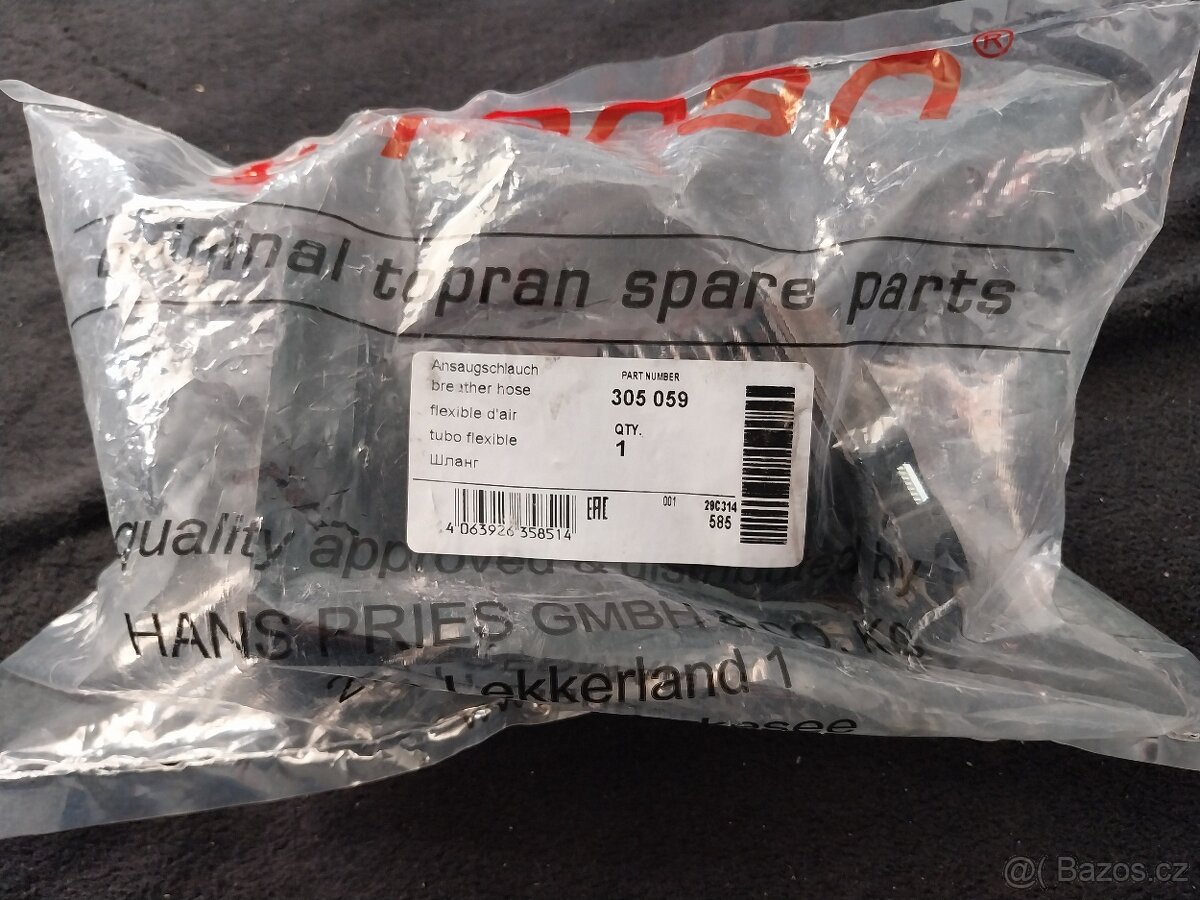 ®
original topran spare parts
Ansaugschlauch
breather hose
flexible d'air
tubo flexible
Шланг
PART NUMBER
305 059
QTY.
1
4 063926 358514
EAC
001
29C314
585
quality approved & distributed by
HANS PRIES GMBH & CO. KG
1
@( Bazos.cz